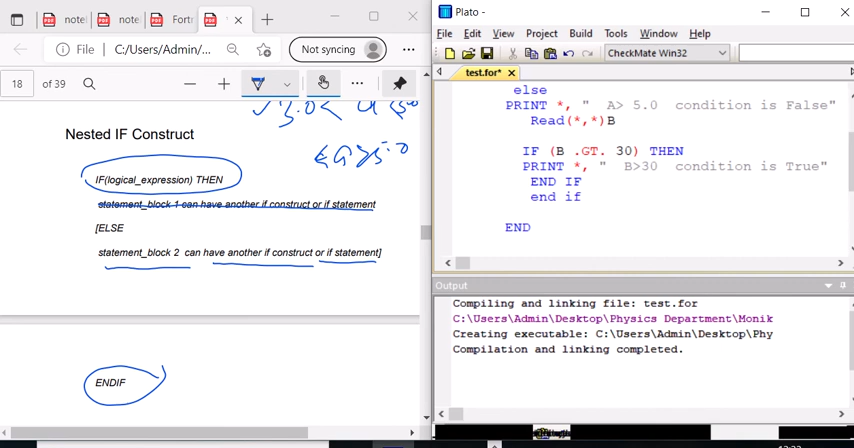 note
note
Fortr
File
C:/Users/Admin/...
Not syncing
18 of 39
√ 3.0<
<a>5.0
Nested IF Construct
IF(logical_expression) THEN
statement_block 1 can have another if construct or if statement
[ELSE
statement_block 2 can have another if construct or if statement]
ENDIF
Plato -
File Edit View Project Build Tools Window Help
CheckMate Win32
test.for*
else
PRINT *, " A> 5.0 condition is False"
Read(*,*)B
IF (B .GT. 30) THEN
PRINT *, " B>30 condition is True"
END IF
end if
END
Output
Compiling and linking file: test.for
C:\Users\Admin\Desktop\Physics Department\Monik
Creating executable: C:\Users\Admin\Desktop\Phy
Compilation and linking completed.